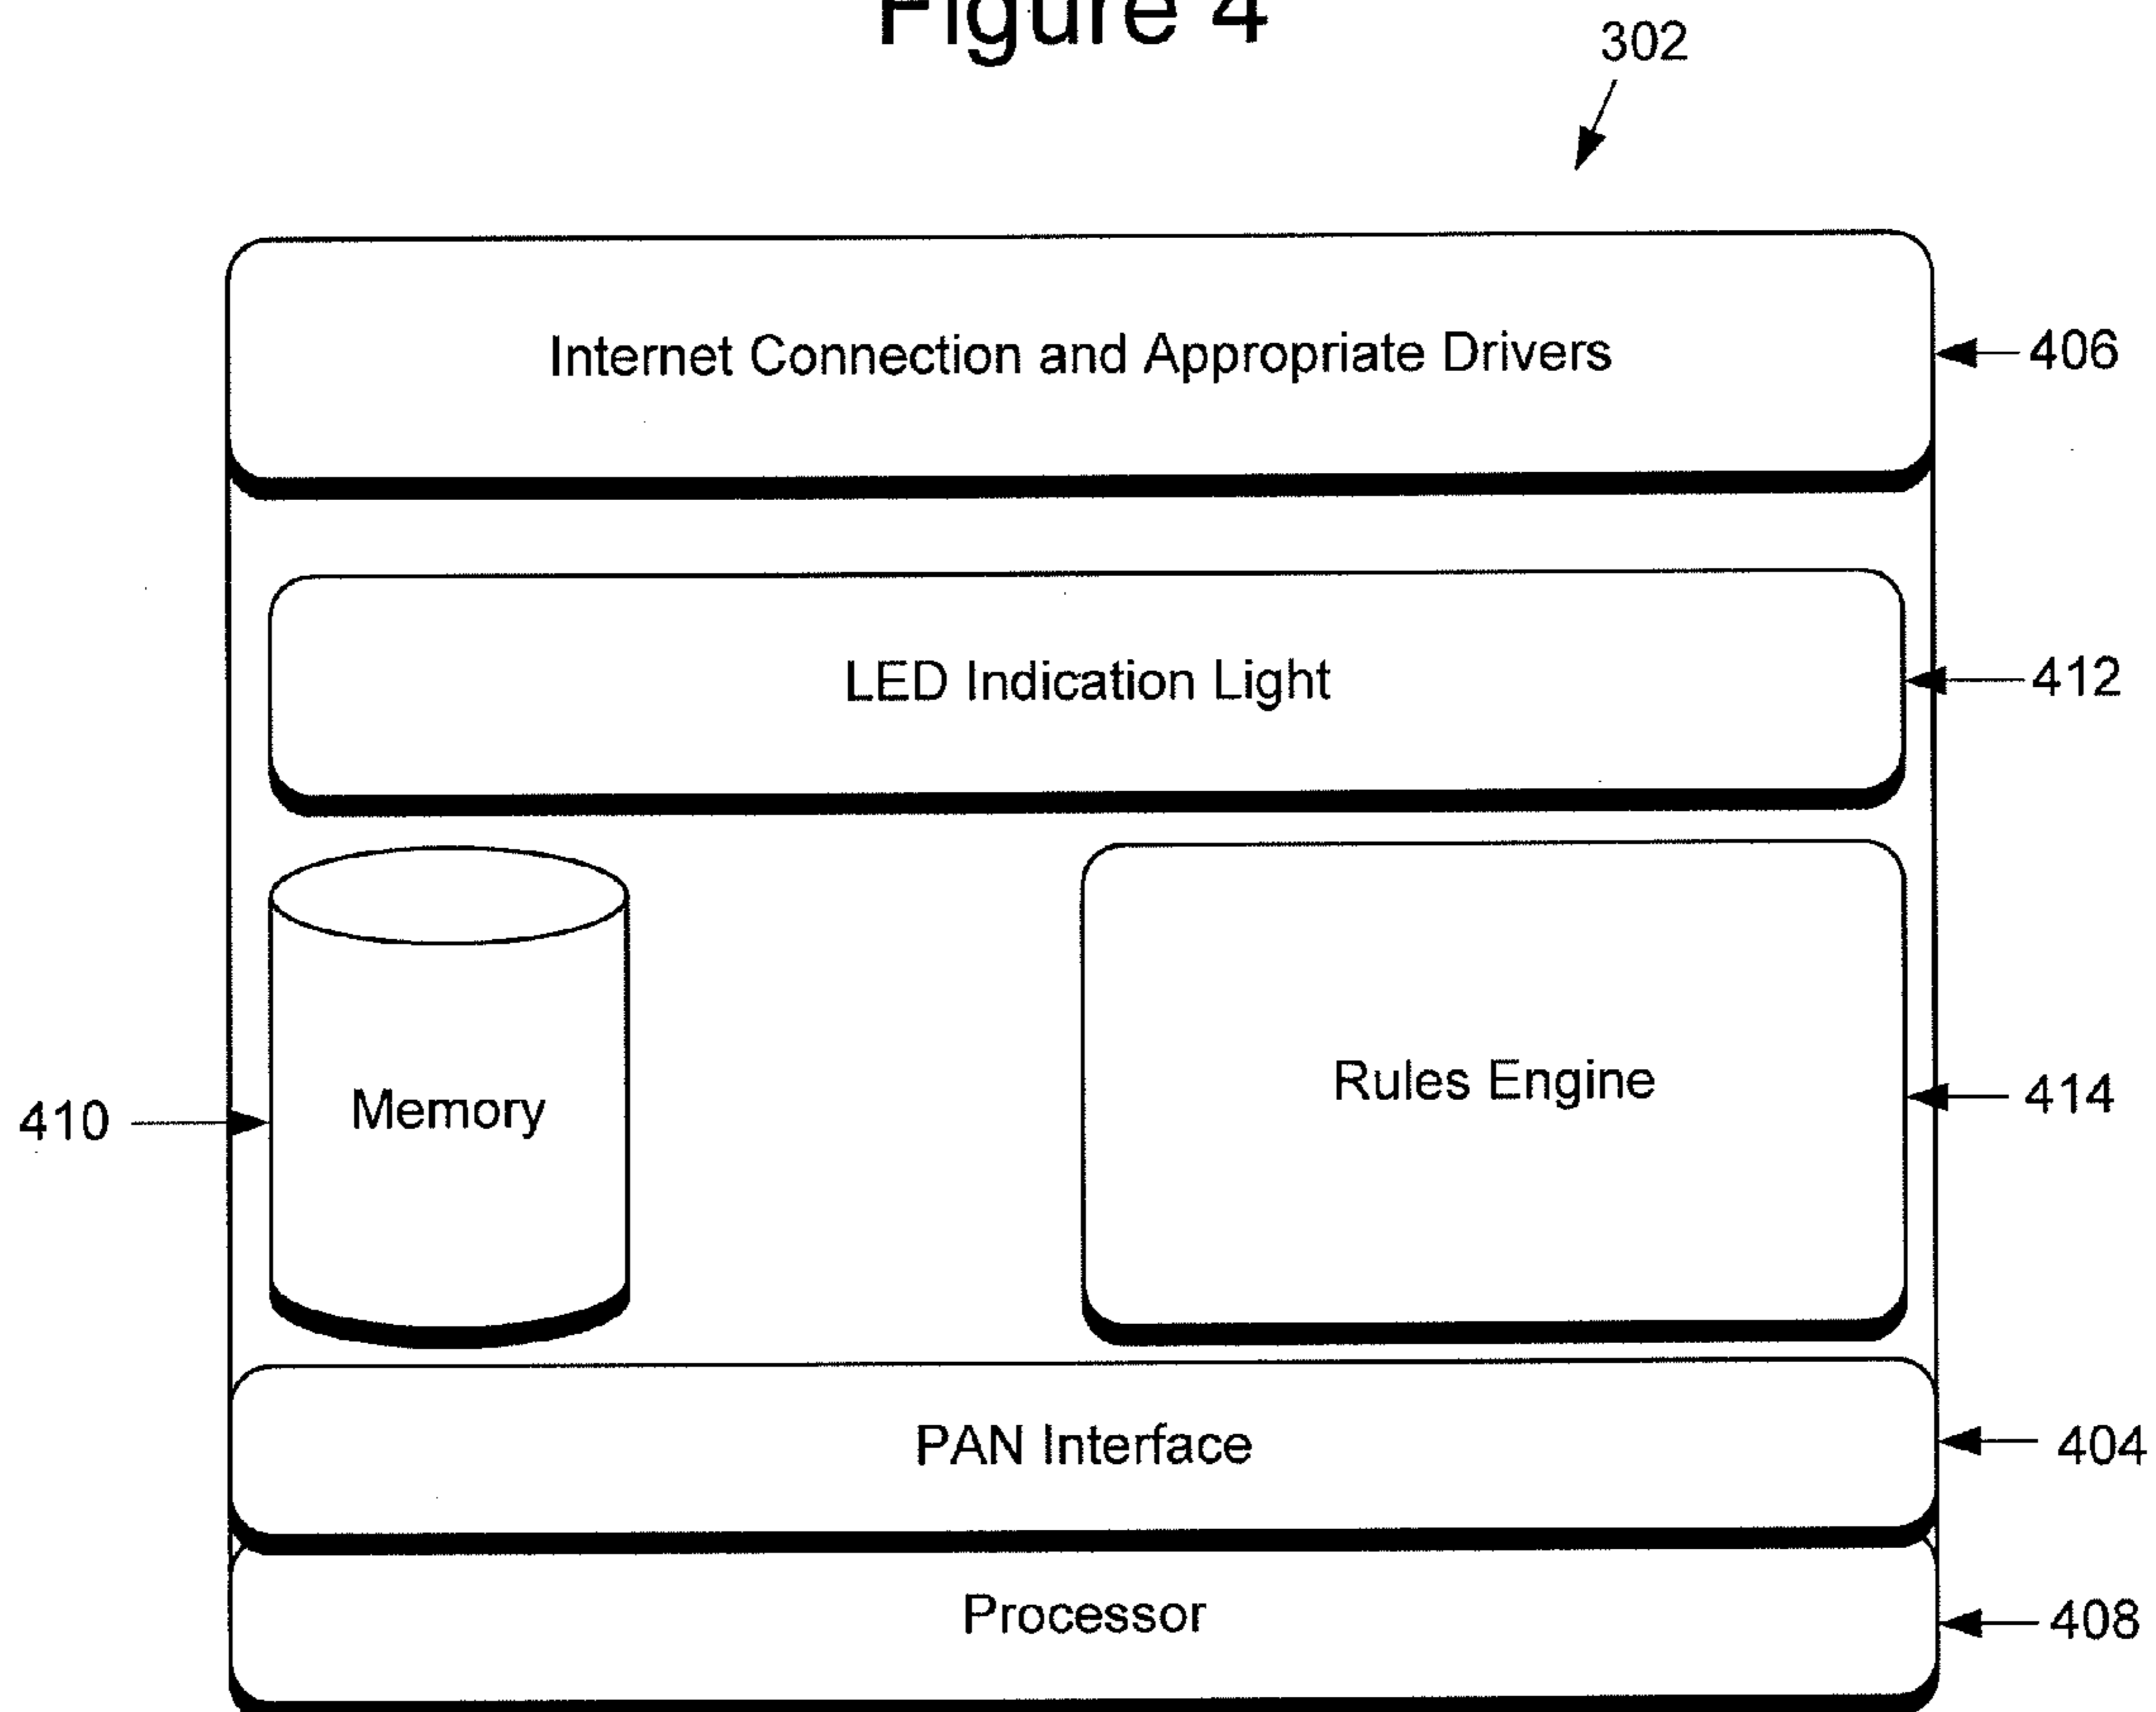 Figure 4
302
Internet Connection and Appropriate Drivers
406
LED Indication Light
412
Memory
410
Rules Engine
414
PAN Interface
404
Processor
408